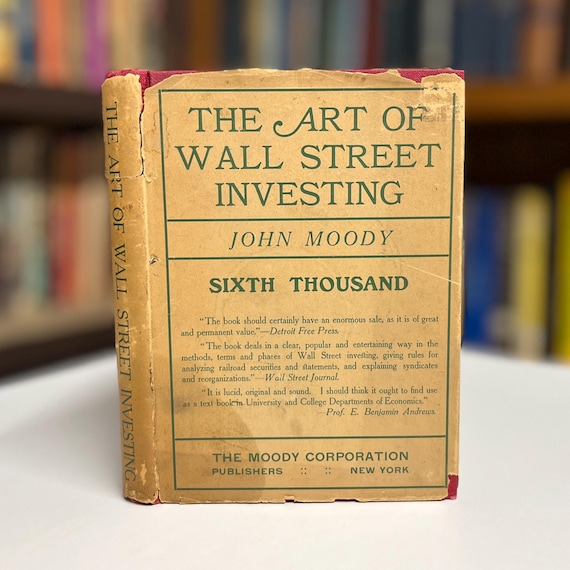 THE ART OF WALL STREET INVESTING
THE ART OF
WALL STREET
INVESTING
JOHN MOODY
SIXTH THOUSAND
"The book should certainly have an enormous sale, as it is of great
and permanent value."—Detroit Free Press.
"The book deals in a clear, popular and entertaining way in the
methods, terms and phases of Wall Street investing, giving rules for
analyzing railroad securities and statements, and explaining syndicates
and reorganizations."—Wall Street Journal.
"It is lucid, original and sound. I should think it ought to find use
as a text book in University and College Departments of Economics."
—Prof. E. Benjamin Andrews.
THE MOODY CORPORATION
PUBLISHERS :: :: NEW YORK